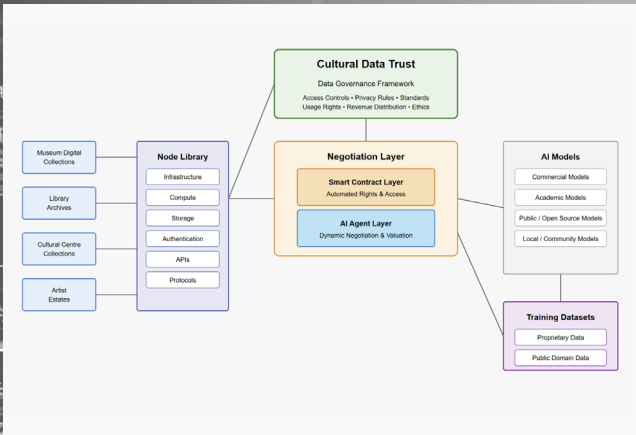 Cultural Data Trust
Data Governance Framework
Access Controls • Privacy Rules • Standards
Usage Rights • Revenue Distribution • Ethics
Museum Digital
Collections
Library
Archives
Cultural Centre
Collections
Artist
Estates
Node Library
Infrastructure
Compute
Storage
Authentication
APIs
Protocols
Negotiation Layer
Smart Contract Layer
Automated Rights & Access
AI Agent Layer
Dynamic Negotiation & Valuation
AI Models
Commercial Models
Academic Models
Public / Open Source Models
Local / Community Models
Training Datasets
Proprietary Data
Public Domain Data